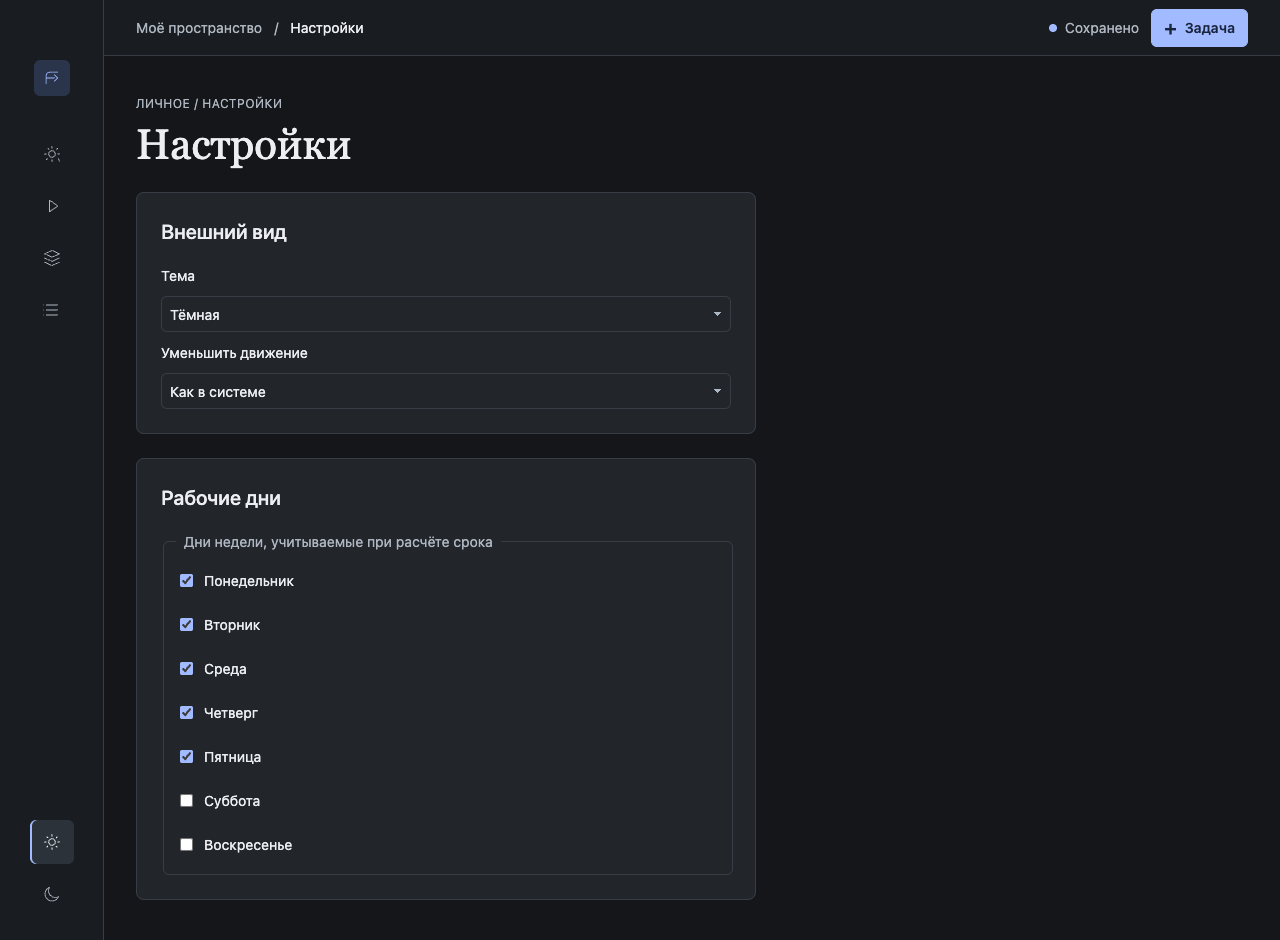 Моё пространство / Настройки
Сохранено
+ Задача
ЛИЧНОЕ / НАСТРОЙКИ
Настройки
Внешний вид
Тема
Тёмная
Уменьшить движение
Как в системе
Рабочие дни
Дни недели, учитываемые при расчёте срока
Понедельник
Вторник
Среда
Четверг
Пятница
Суббота
Воскресенье